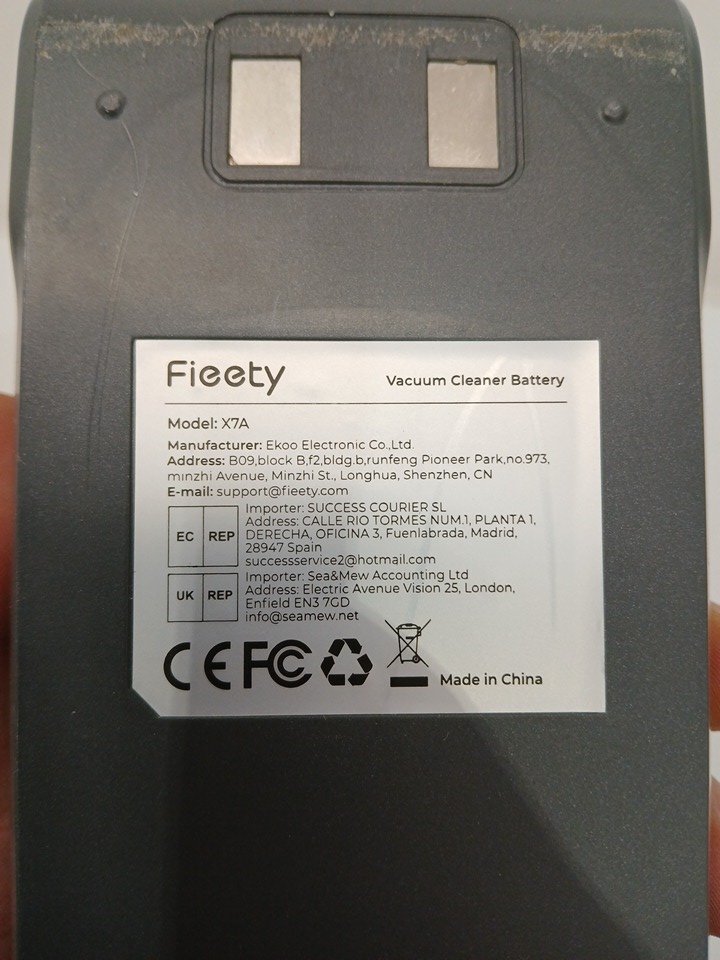 Fieety
Vacuum Cleaner Battery
Model: X7A
Manufacturer: Ekoo Electronic Co.,Ltd.
Address: B09,block B,f2,bldg.b,runfeng Pioneer Park,no.973,
minzhi Avenue, Minzhi St., Longhua, Shenzhen, CN
E-mail: support@fieety.com
EC REP
Importer: SUCCESS COURIER SL
Address: CALLE RIO TORMES NUM.1, PLANTA 1,
DERECHA, OFICINA 3, Fuenlabrada, Madrid,
28947 Spain
successservice2@hotmail.com
UK REP
Importer: Sea&Mew Accounting Ltd
Address: Electric Avenue Vision 25, London,
Enfield EN3 7GD
info@seamew.net
CE FC
Made in China